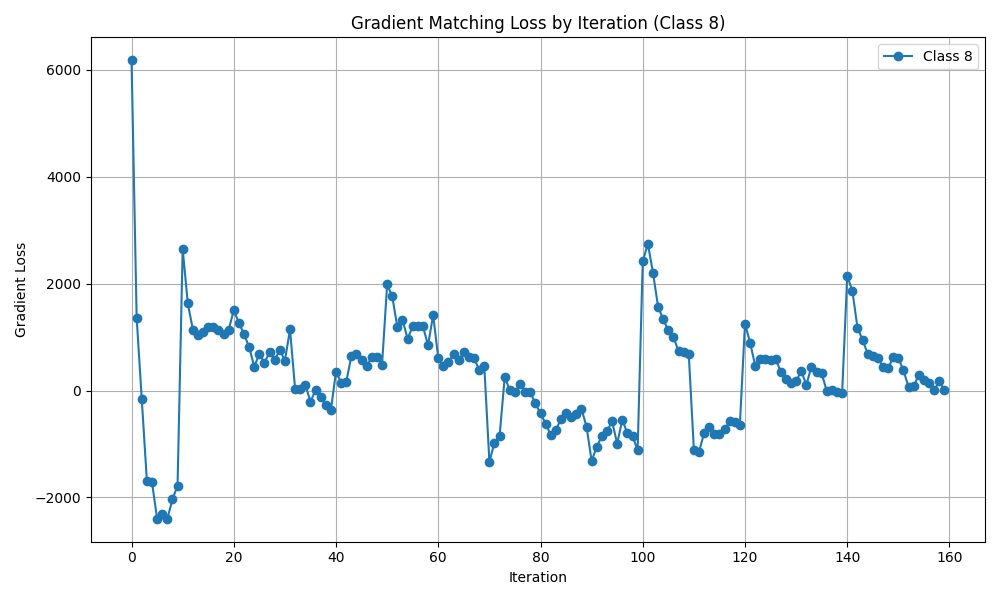 Gradient Matching Loss by Iteration (Class 8)
Class 8
Gradient Loss
6000
4000
2000
0
−2000
0 20 40 60 80 100 120 140 160
Iteration